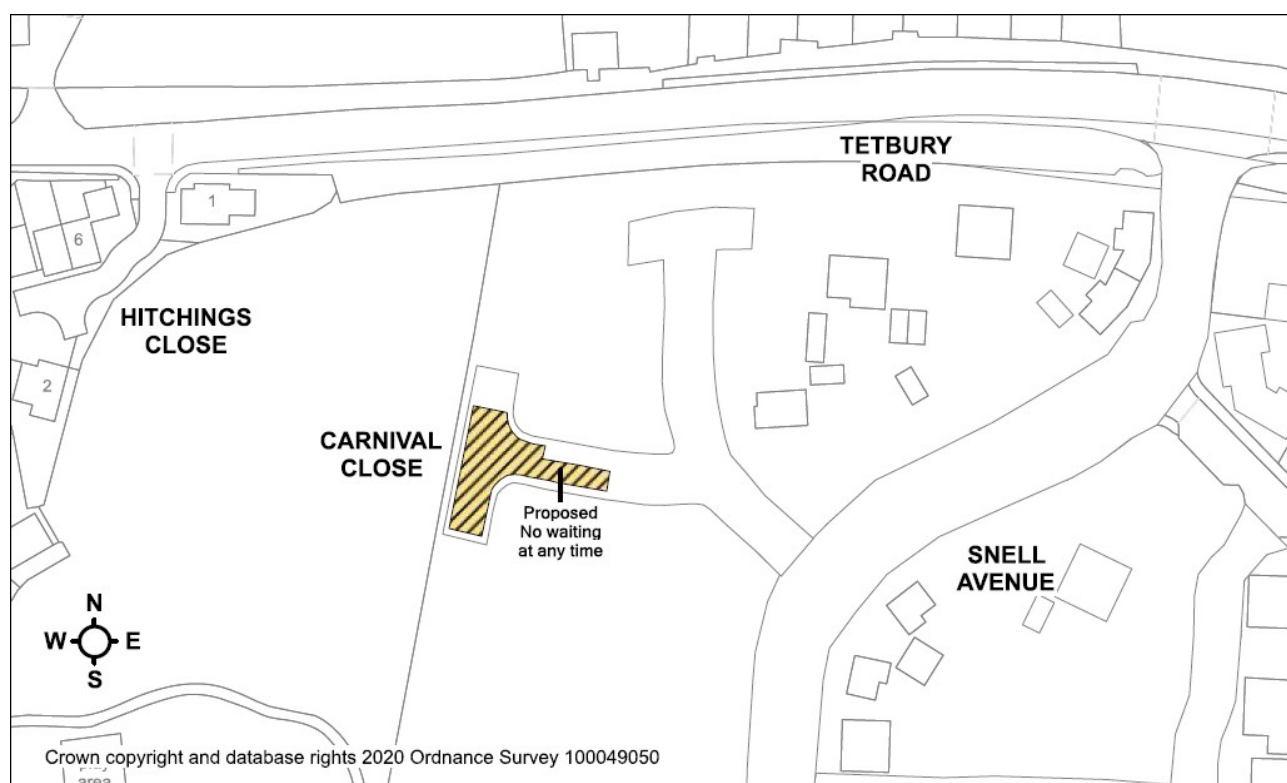 TETBURY
ROAD
1
6
HITCHINGS
CLOSE
2
CARNIVAL
CLOSE
Proposed
No waiting
at any time
SNELL
AVENUE
N
W E
S
Crown copyright and database rights 2020 Ordnance Survey 100049050
area